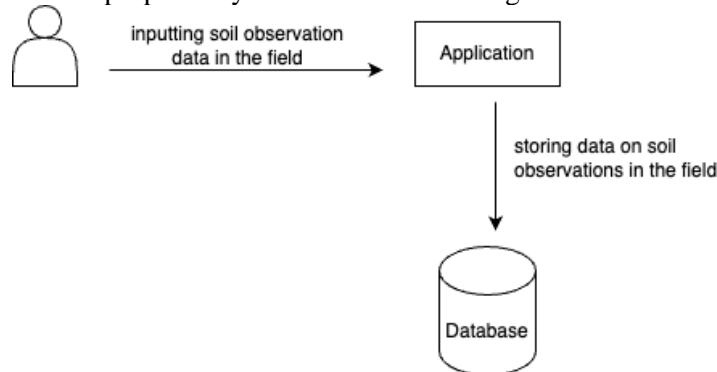 inputting soil observation
data in the field
Application
storing data on soil
observations in the field
Database